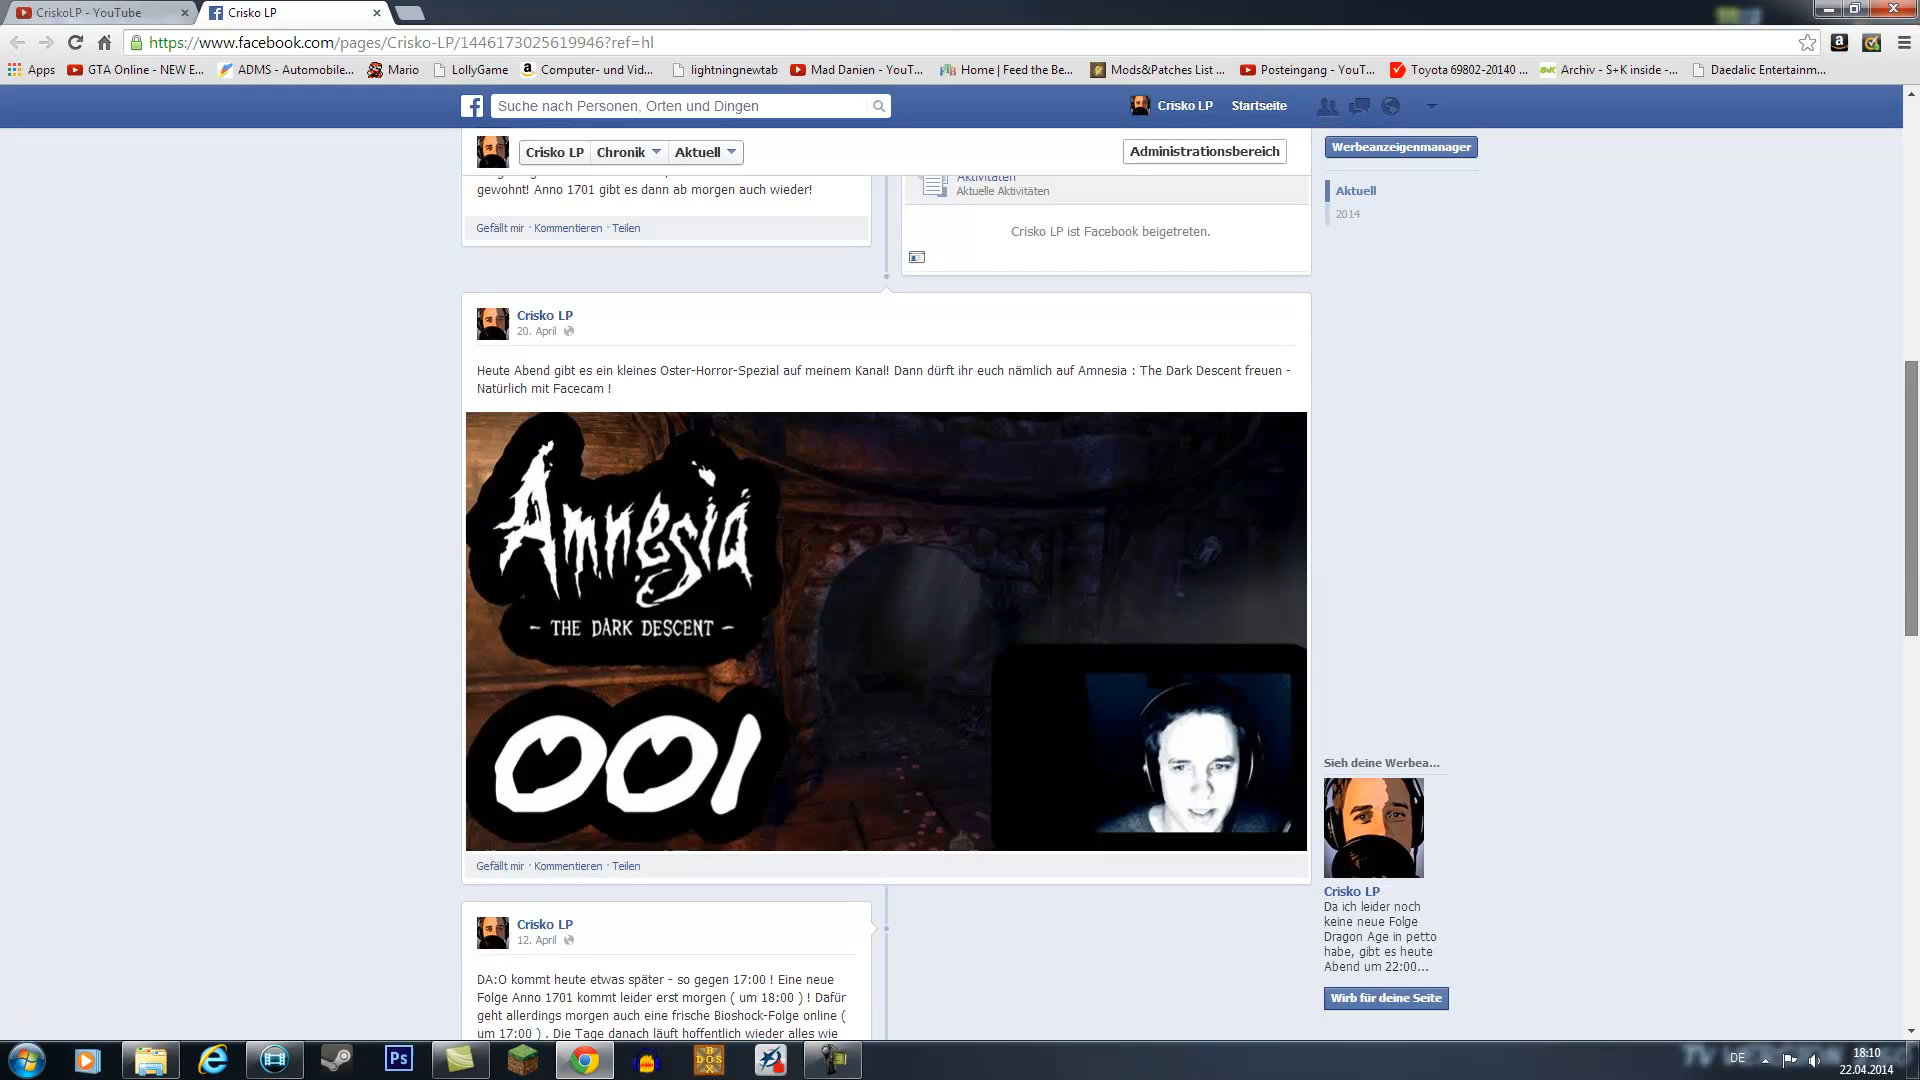 CriskoLP - YouTube
Crisko LP
https://www.facebook.com/pages/Crisko-LP/1446173025619946?ref=hl
Apps
GTA Online - NEW E...
ADMS - Automobile...
Mario
LollyGame
Computer- und Vid...
lightningnewtab
Mad Danien - YouT...
Home | Feed the Be...
Mods&Patches List ...
Posteingang - YouT...
Toyota 69802-20140 ...
Archiv - S+K inside -...
Daedalic Entertainm...
Suche nach Personen, Orten und Dingen
Crisko LP
Startseite
Crisko LP
Chronik
Aktuell
Administrationsbereich
Werbeanzeigenmanager
gewohnt! Anno 1701 gibt es dann ab morgen auch wieder!
Gefällt mir · Kommentieren · Teilen
Aktivitäten
Aktuelle Aktivitäten
Crisko LP ist Facebook beigetreten.
Aktuell
2014
Crisko LP
20. April
Heute Abend gibt es ein kleines Oster-Horror-Spezial auf meinem Kanal! Dann dürft ihr euch nämlich auf Amnesia : The Dark Descent freuen -
Natürlich mit Facecam !
Amnesia
- THE DARK DESCENT -
001
Gefällt mir · Kommentieren · Teilen
Crisko LP
12. April
DA:O kommt heute etwas später - so gegen 17:00 ! Eine neue
Folge Anno 1701 kommt leider erst morgen ( um 18:00 ) ! Dafür
geht allerdings morgen auch eine frische Bioshock-Folge online (
um 17:00 ) . Die Tage danach läuft hoffentlich wieder alles wie
Sieh deine Werbea...
Crisko LP
Da ich leider noch
keine neue Folge
Dragon Age in petto
habe, gibt es heute
Abend um 22:00...
Wirb für deine Seite
Ps
DE
18:10
22.04.2014